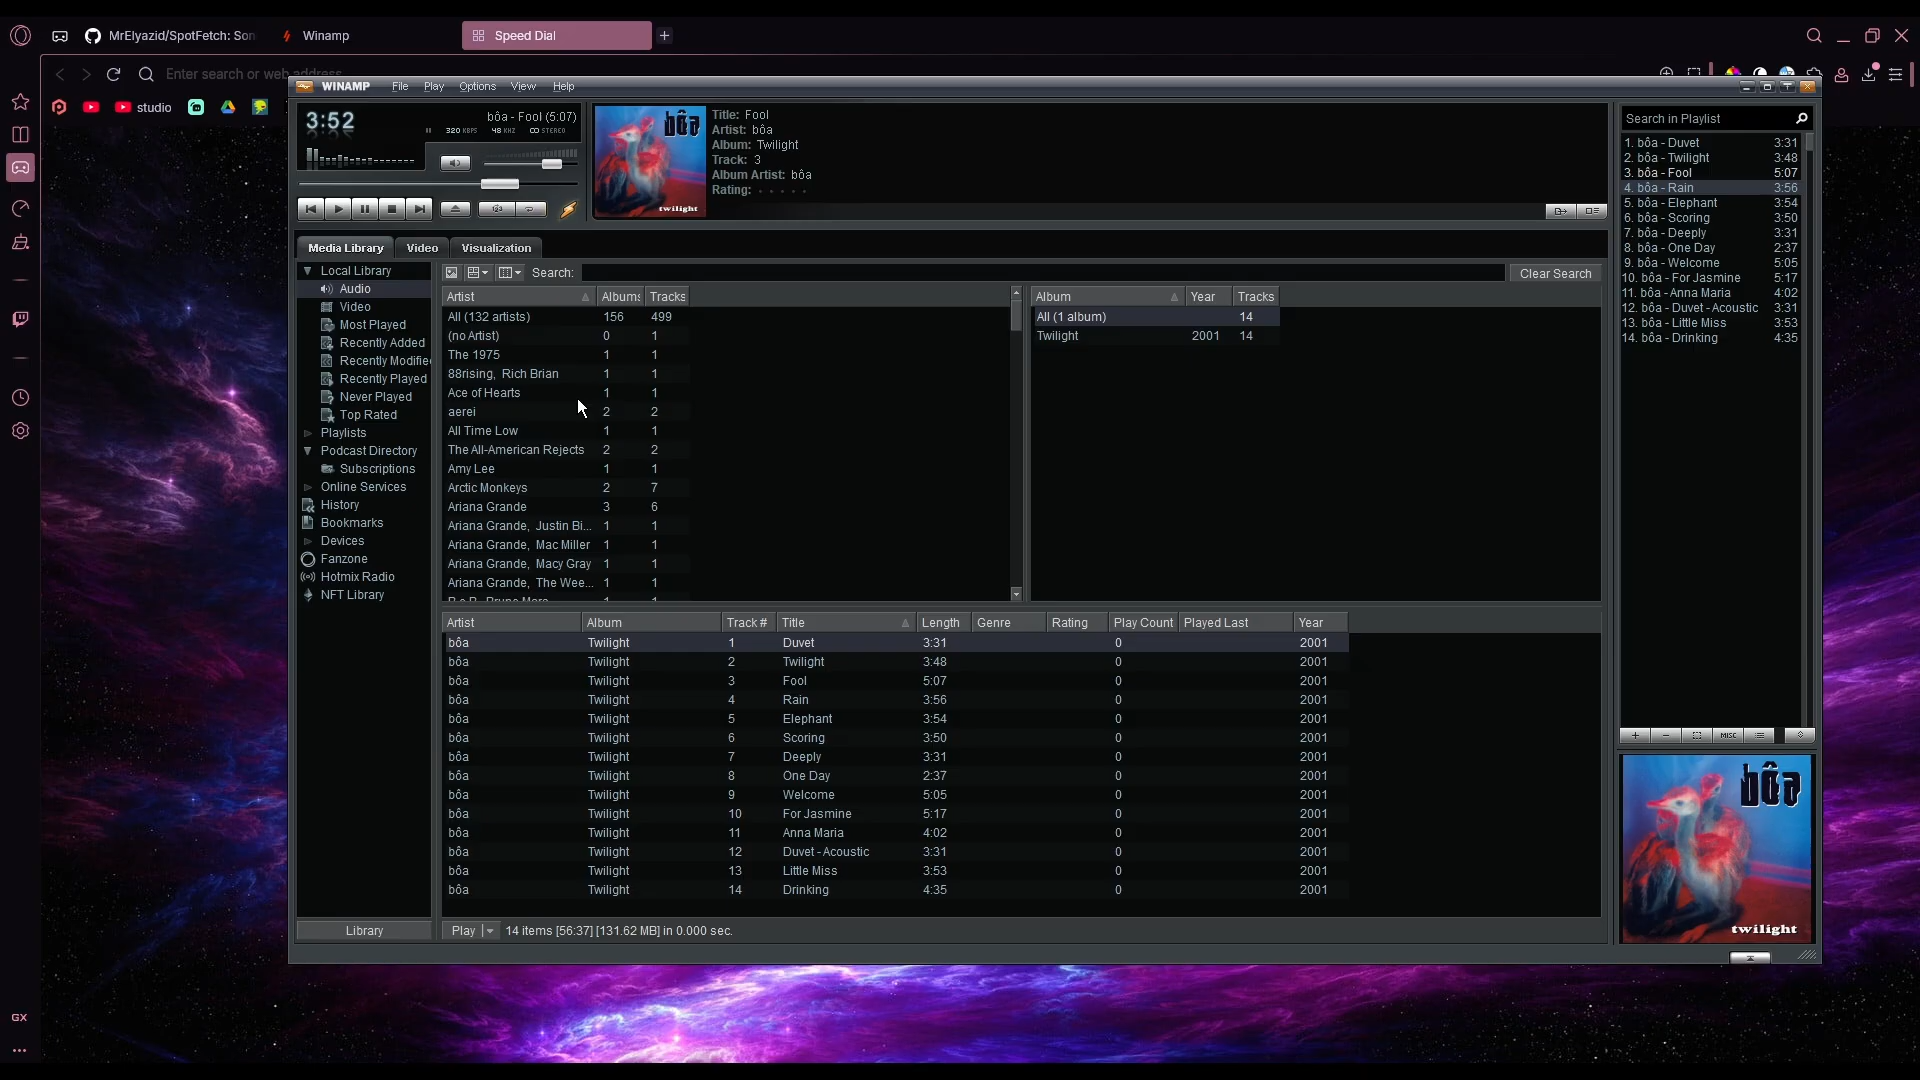 MrElyazid/SpotFetch: Son
Winamp
Speed Dial
Enter search or web address
studio
WINAMP File Play Options View Help
3:52
bôa - Fool (5:07)
320 KBPS 48 KHZ STEREO
Title: Fool
Artist: bôa
Album: Twilight
Track: 3
Album Artist: bôa
Rating:
bôa
twilight
Search in Playlist
1. bôa - Duvet 3:31
2. bôa - Twilight 3:48
3. bôa - Fool 5:07
4. bôa - Rain 3:56
5. bôa - Elephant 3:54
6. bôa - Scoring 3:50
7. bôa - Deeply 3:31
8. bôa - One Day 2:37
9. bôa - Welcome 5:05
10. bôa - For Jasmine 5:17
11. bôa - Anna Maria 4:02
12. bôa - Duvet - Acoustic 3:31
13. bôa - Little Miss 3:53
14. bôa - Drinking 4:35
Media Library Video Visualization
Local Library
Audio
Video
Most Played
Recently Added
Recently Modifie
Recently Played
Never Played
Top Rated
Playlists
Podcast Directory
Subscriptions
Online Services
History
Bookmarks
Devices
Fanzone
Hotmix Radio
NFT Library
Library
Search: Clear Search
Artist Albums Tracks
All (132 artists) 156 499
(no Artist) 0 1
The 1975 1 1
88rising, Rich Brian 1 1
Ace of Hearts 1 1
aerei 2 2
All Time Low 1 1
The All-American Rejects 2 2
Amy Lee 1 1
Arctic Monkeys 2 7
Ariana Grande 3 6
Ariana Grande, Justin Bi... 1 1
Ariana Grande, Mac Miller 1 1
Ariana Grande, Macy Gray 1 1
Ariana Grande, The Wee... 1 1
B.o.B, Bruno Mars 1 1
Album Year Tracks
All (1 album) 14
Twilight 2001 14
Artist Album Track # Title Length Genre Rating Play Count Played Last Year
bôa Twilight 1 Duvet 3:31 0 2001
bôa Twilight 2 Twilight 3:48 0 2001
bôa Twilight 3 Fool 5:07 0 2001
bôa Twilight 4 Rain 3:56 0 2001
bôa Twilight 5 Elephant 3:54 0 2001
bôa Twilight 6 Scoring 3:50 0 2001
bôa Twilight 7 Deeply 3:31 0 2001
bôa Twilight 8 One Day 2:37 0 2001
bôa Twilight 9 Welcome 5:05 0 2001
bôa Twilight 10 For Jasmine 5:17 0 2001
bôa Twilight 11 Anna Maria 4:02 0 2001
bôa Twilight 12 Duvet - Acoustic 3:31 0 2001
bôa Twilight 13 Little Miss 3:53 0 2001
bôa Twilight 14 Drinking 4:35 0 2001
Play 14 items [56:37] [131.62 MB] in 0.000 sec.
MISC
bôa
twilight
GX